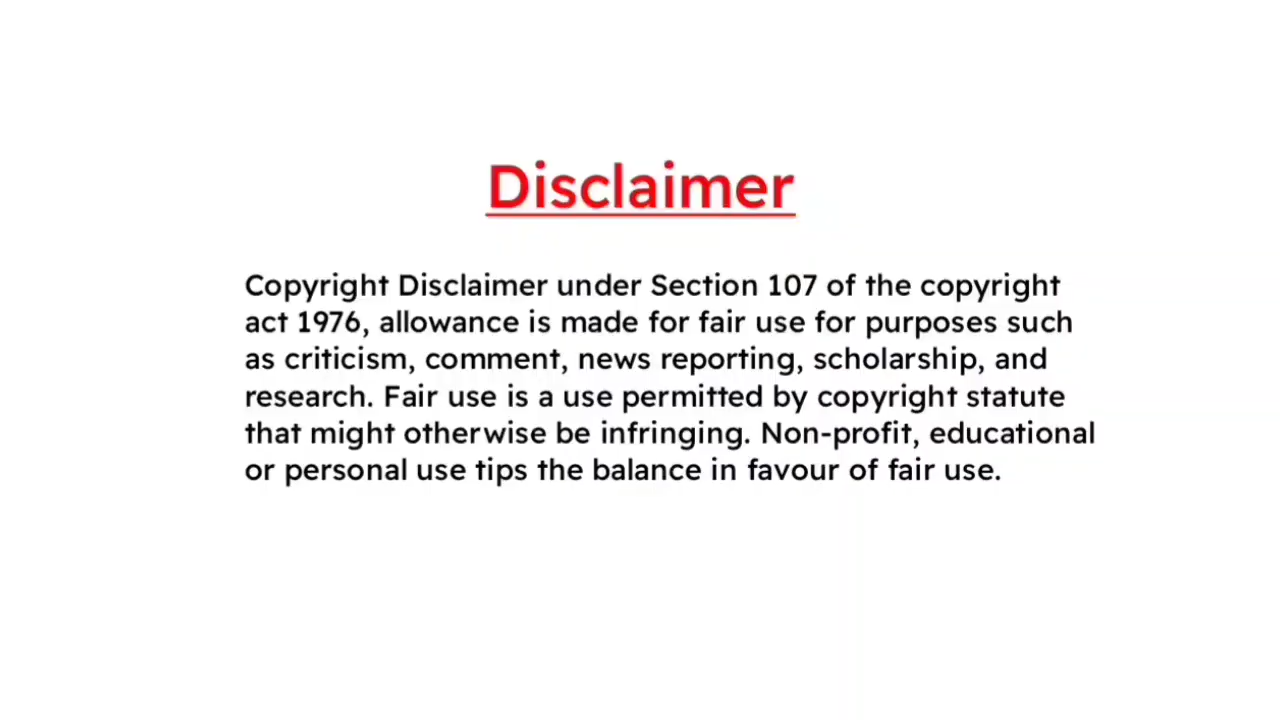 Disclaimer
Copyright Disclaimer under Section 107 of the copyright
act 1976, allowance is made for fair use for purposes such
as criticism, comment, news reporting, scholarship, and
research. Fair use is a use permitted by copyright statute
that might otherwise be infringing. Non-profit, educational
or personal use tips the balance in favour of fair use.